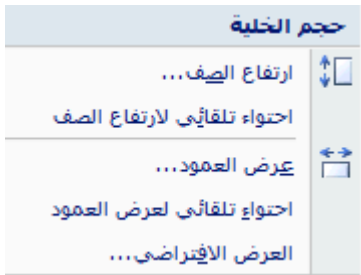 حجم الخلية
ارتفاع الصف...
احتواء تلقائي لارتفاع الصف
عرض العمود...
احتواء تلقائي لعرض العمود
العرض الافتراضي...